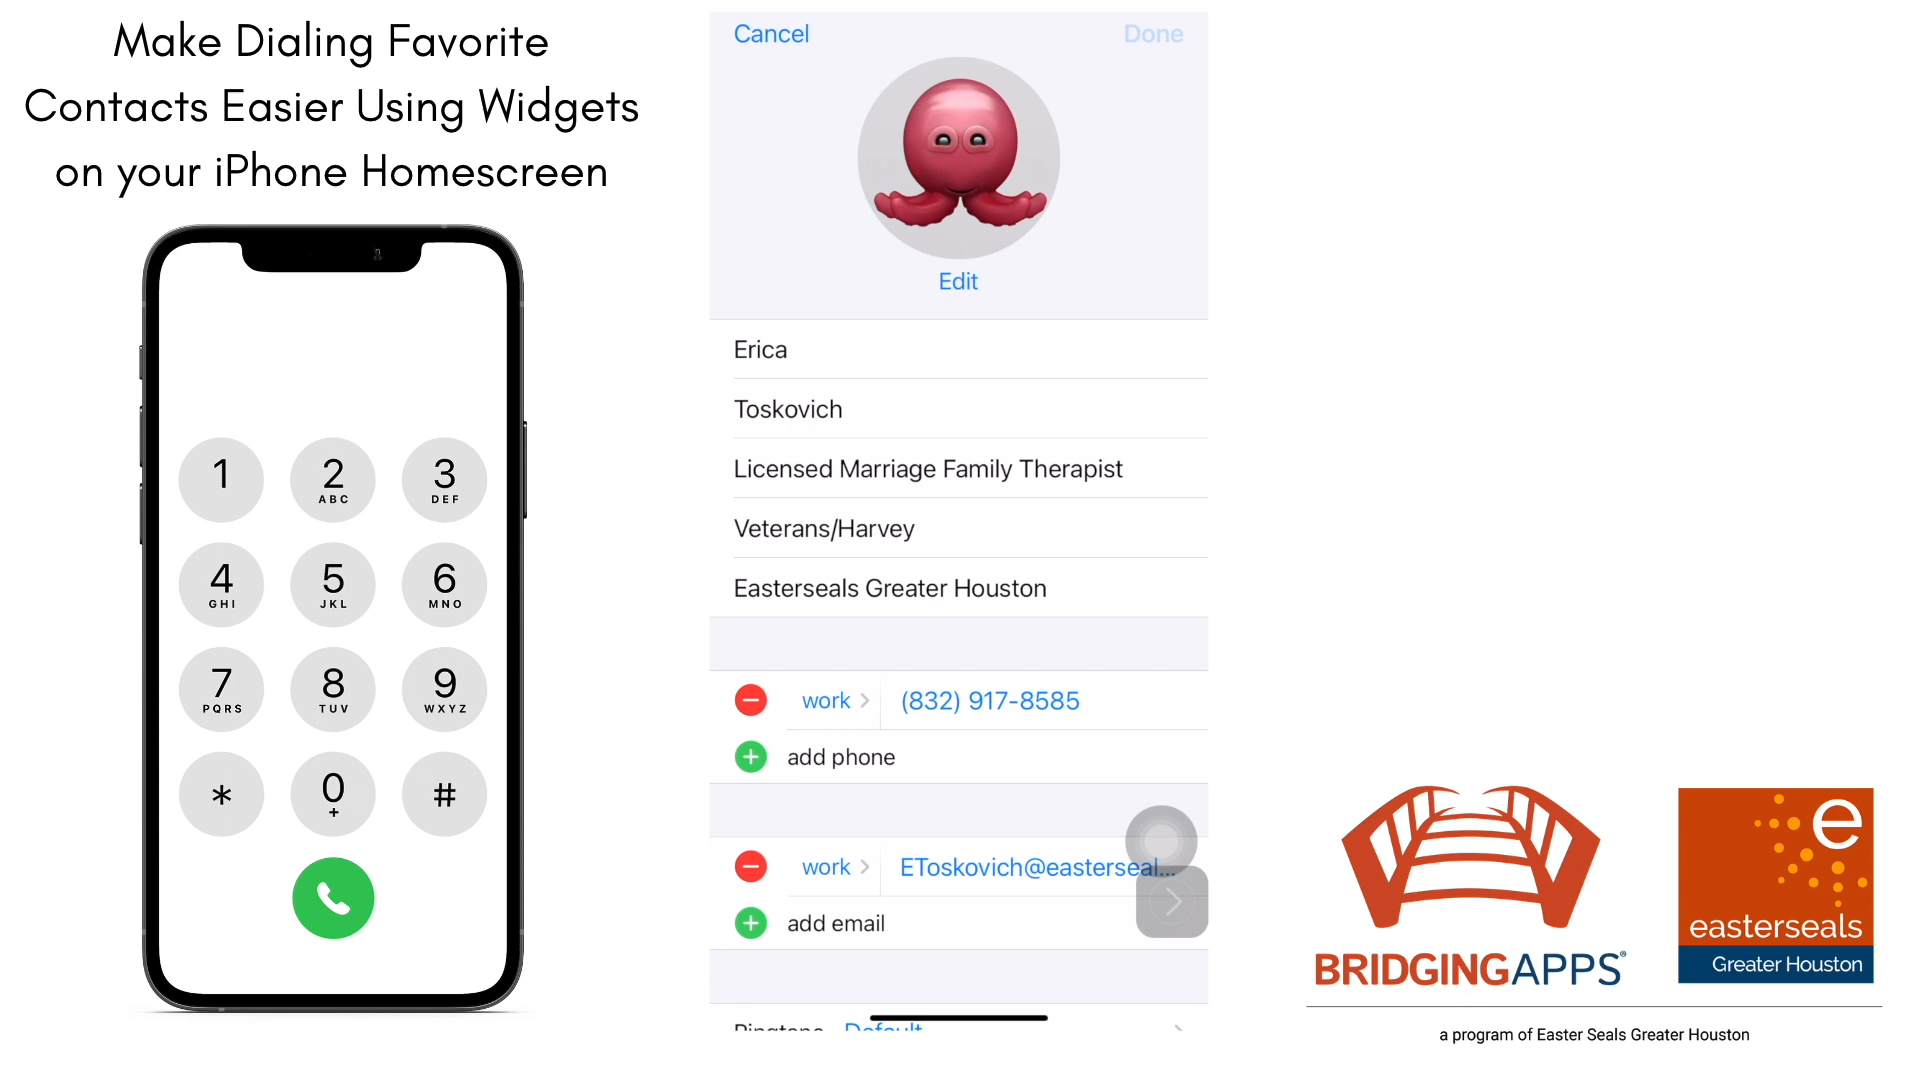 Make Dialing Favorite
Contacts Easier Using Widgets
on your iPhone Homescreen
1
2
ABC
3
DEF
4
GHI
5
JKL
6
MNO
7
PQRS
8
TUV
9
WXYZ
*
0
+
#
Cancel
Done
Edit
Erica
Toskovich
Licensed Marriage Family Therapist
Veterans/Harvey
Easterseals Greater Houston
work
(832) 917-8585
add phone
work
EToskovich@easterseal...
add email
Ringtone Default
BRIDGINGAPPS®
e
easterseals
Greater Houston
a program of Easter Seals Greater Houston